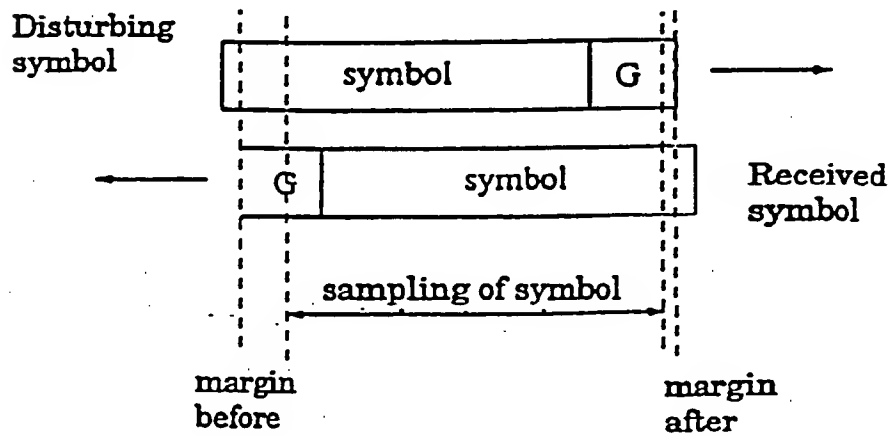 Disturbing
symbol
symbol
G
G
symbol
Received
symbol
sampling of symbol
margin
before
margin
after